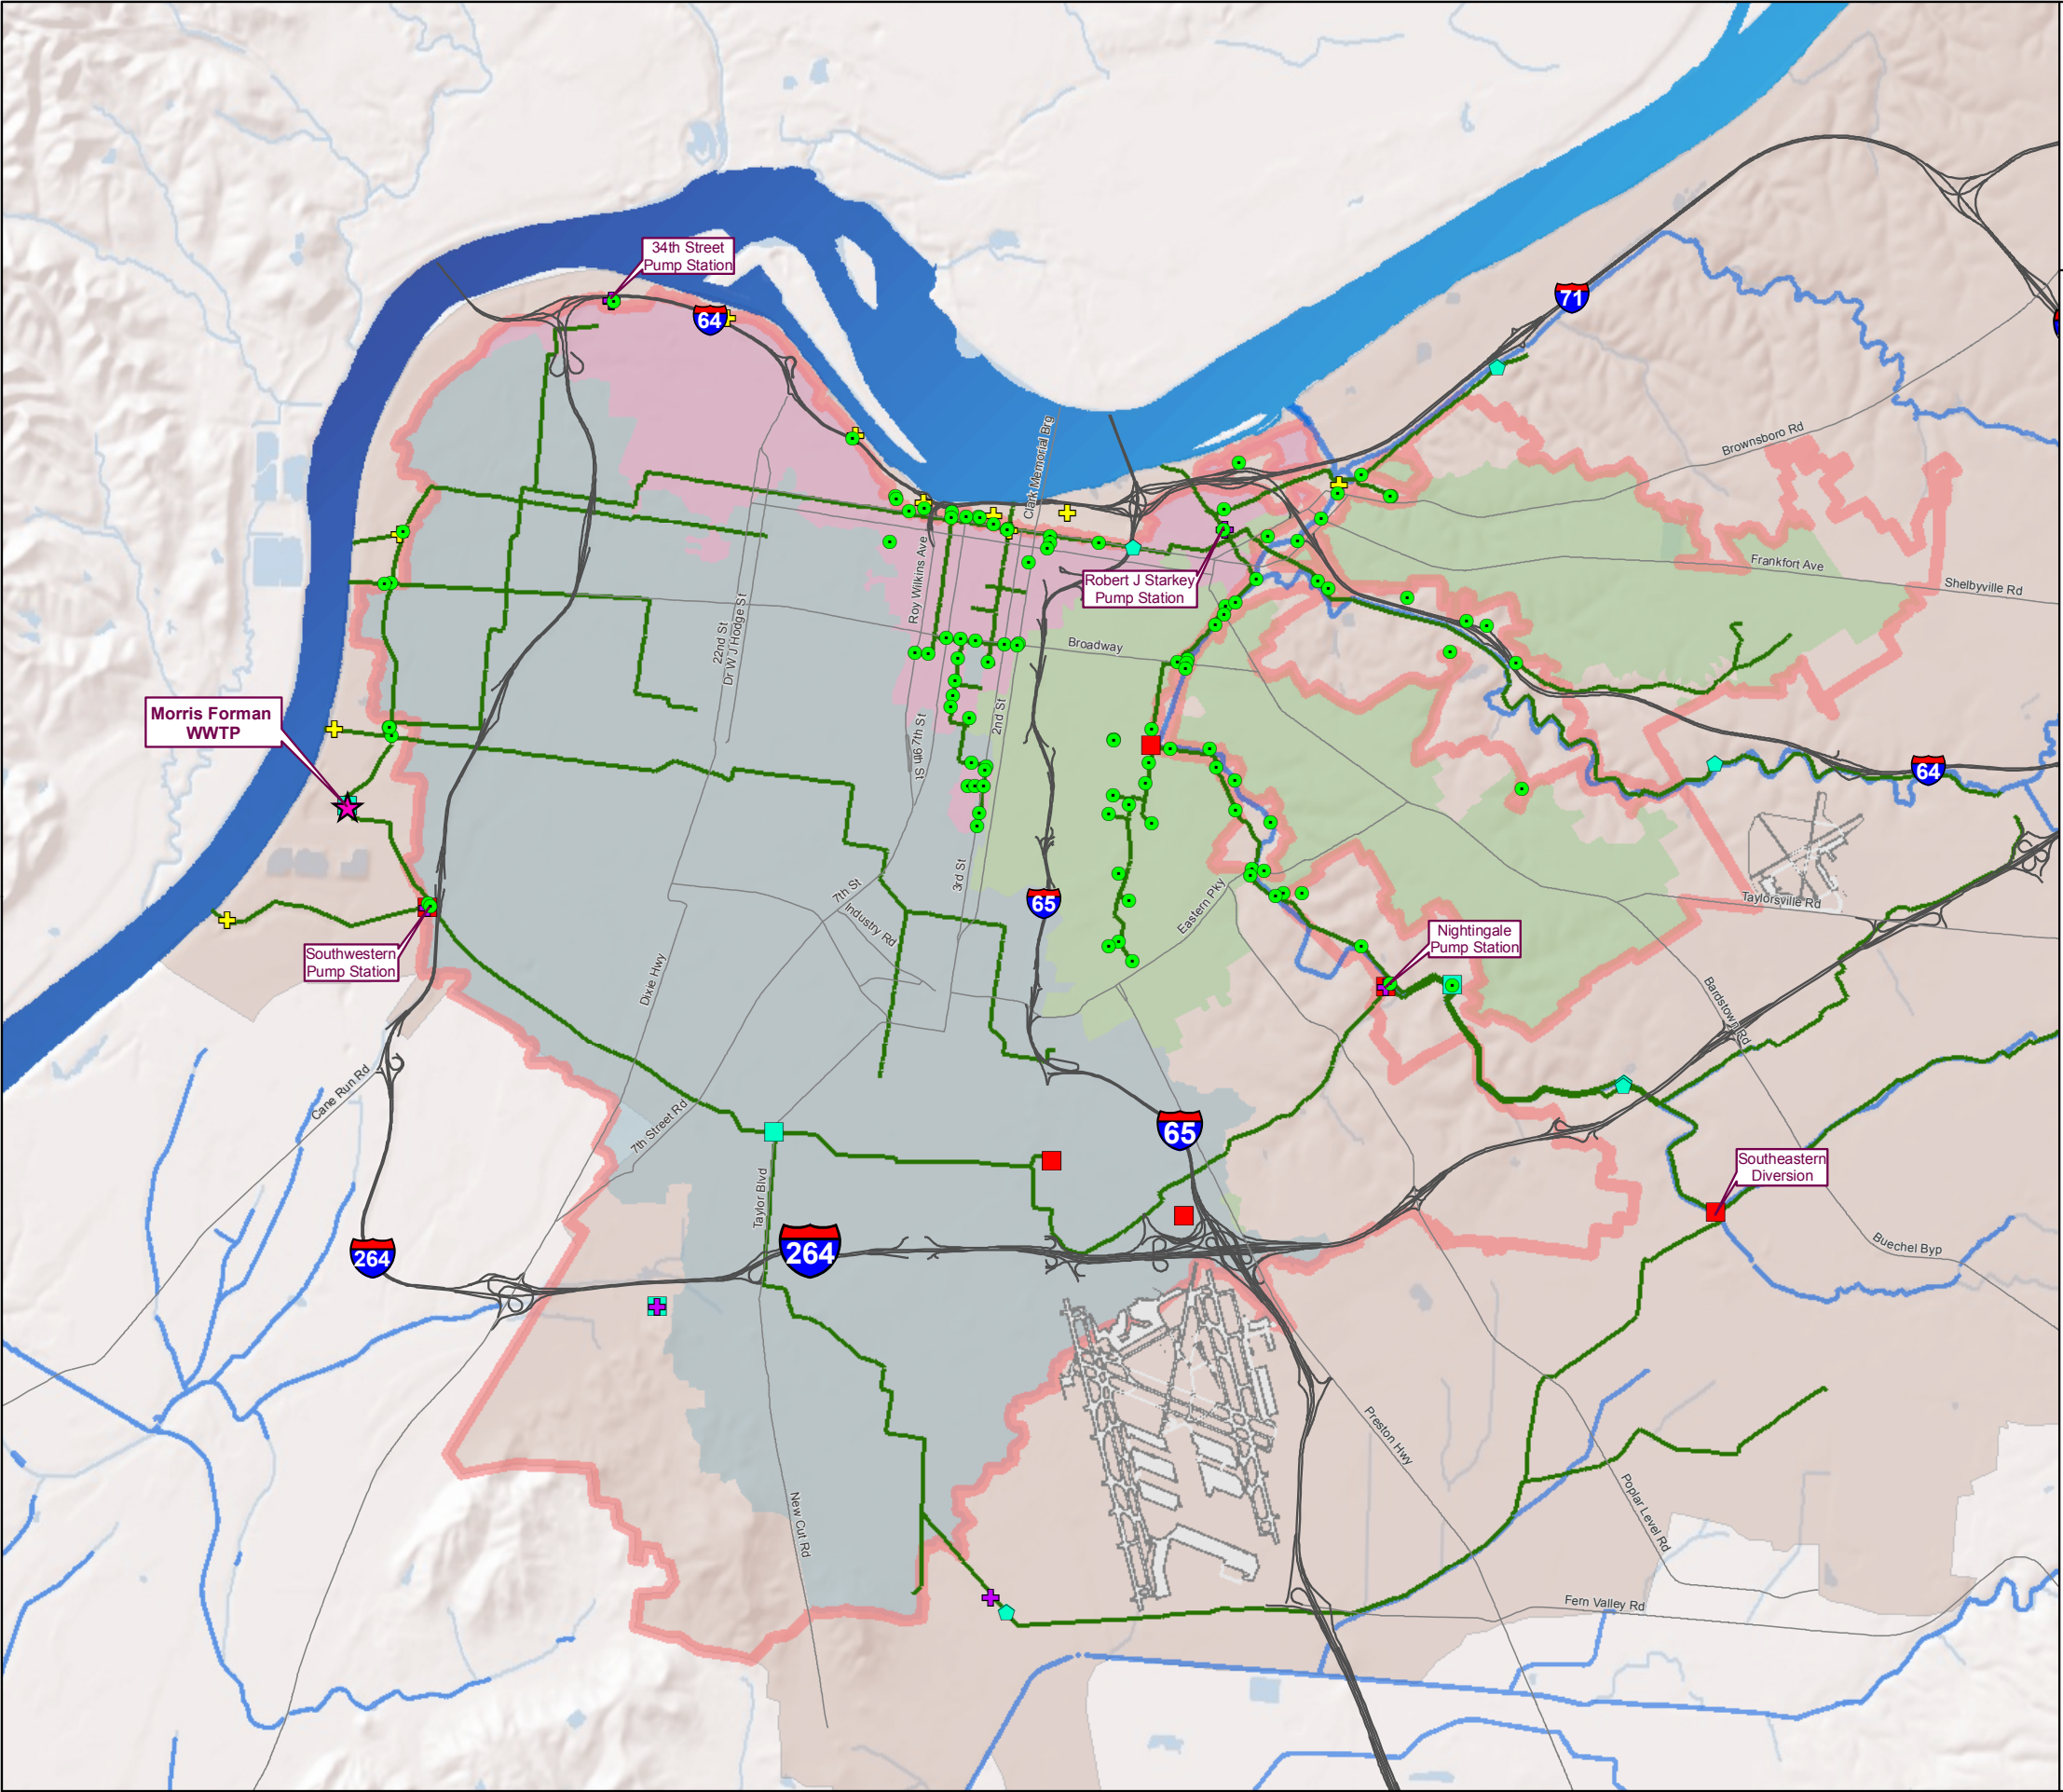 34th Street
Pump Station
64
71
Clark Memorial Brg
Brownsboro Rd
Frankfort Ave
Shelbyville Rd
Robert J Starkey
Pump Station
Roy Wilkins Ave
22nd St
Dr W J Hodge St
Broadway
Morris Forman
WWTP
2nd St
7th St
9th St
64
3rd St
7th St
Industry Rd
65
Eastern Pky
Taylorsville Rd
Nightingale
Pump Station
Southwestern
Pump Station
Dixie Hwy
Bardstown Rd
Cane Run Rd
7th Street Rd
65
Taylor Blvd
Southeastern
Diversion
264
264
Buechel Byp
Preston Hwy
Poplar Level Rd
New Cut Rd
Fern Valley Rd